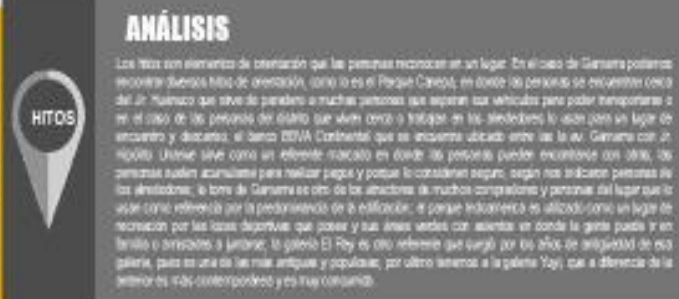 ANÁLISIS
HITOS
Los hitos son elementos de orientación que las personas reconocen en un lugar. En el caso de Gamarra podemos
encontrar diversos hitos de orientación, como lo es el Parque Canepa, en donde las personas se encuentran cerca
del Jr. Huánuco que sirve de paradero a muchas personas que esperan sus vehículos para poder transportarse o
en el caso de las personas del distrito que viven cerca o trabajan en los alrededores lo usan para un lugar de
encuentro y descanso, el banco BBVA Continental que se encuentra ubicado entre las la av. Gamarra con Jr.
Hipólito Unanue sirve como un referente marcado en donde las personas pueden encontrarse con otras, las
personas suelen acumularse para realizar pagos y porque lo consideren seguro, según nos indicaron personas de
los alrededores; la torre de Gamarra es otro de los atractores de muchos compradores y personas del lugar que lo
usan como referencia por la predominancia de la edificación; el parque Indoamerica es utilizado como un lugar de
recreación por las losas deportivas que posee y sus áreas verdes con asientos en donde la gente puede ir en
familia o amistades a juntarse; la galería El Rey es otro referente que surgió por los años de antigüedad de esa
galería, pues es una de las más antiguas y populosas; por ultimo tenemos a la galería Yuyi, que a diferencia de la
anterior es más contemporánea y es muy concurrida.